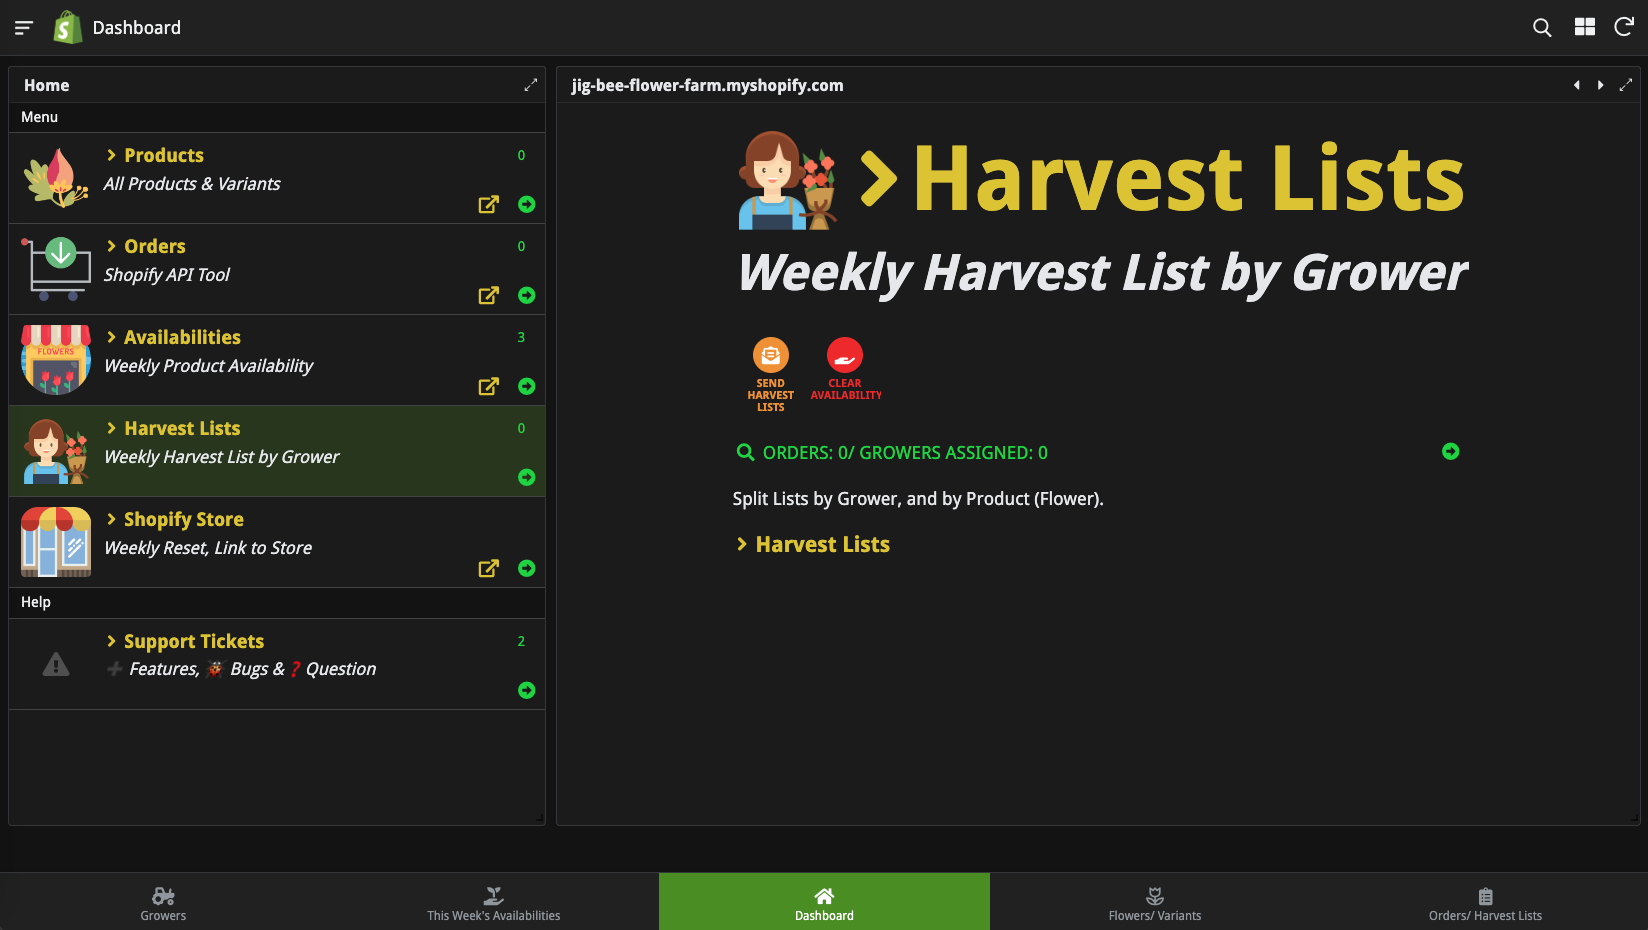 Dashboard
Home
Menu
Products
0
All Products & Variants
Orders
0
Shopify API Tool
FLOWERS
Availabilities
3
Weekly Product Availability
Harvest Lists
0
Weekly Harvest List by Grower
Shopify Store
Weekly Reset, Link to Store
Help
Support Tickets
2
➕ Features, 🐞 Bugs & ❓ Question
jig-bee-flower-farm.myshopify.com
Harvest Lists
Weekly Harvest List by Grower
SEND
HARVEST
LISTS
CLEAR
AVAILABILITY
ORDERS: 0/ GROWERS ASSIGNED: 0
Split Lists by Grower, and by Product (Flower).
Harvest Lists
Growers
This Week's Availabilities
Dashboard
Flowers/ Variants
Orders/ Harvest Lists